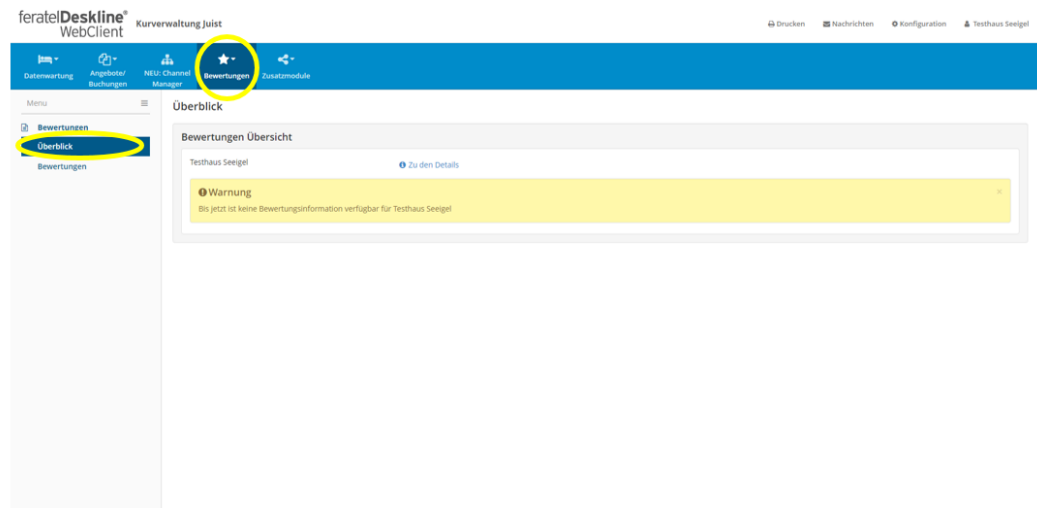 feratelDeskline®
WebClient
Kurverwaltung Juist
Drucken
Nachrichten
Konfiguration
Testhaus Seeigel
Datenwartung
Angebote/
Buchungen
NEU: Channel
Manager
Bewertungen
Zusatzmodule
Menu
Bewertungen
Überblick
Bewertungen
Überblick
Bewertungen Übersicht
Testhaus Seeigel
Zu den Details
Warnung
Bis jetzt ist keine Bewertungsinformation verfügbar für Testhaus Seeigel